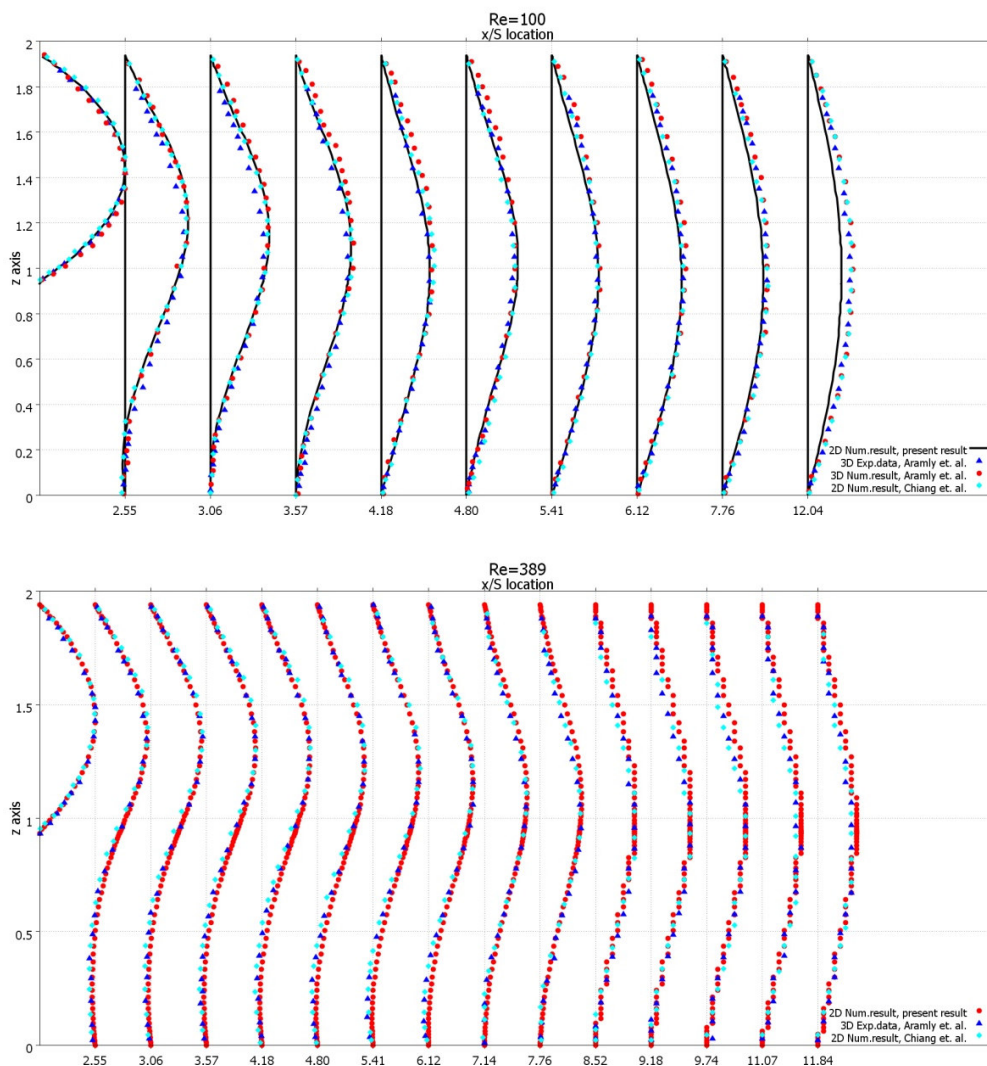 Re=100
x/S location
2
1.8
1.6
1.4
1.2
1
0.8
0.6
0.4
0.2
0
z axis
2D Num.result, present result
3D Exp.data, Aramly et. al.
3D Num.result, Aramly et. al.
2D Num.result, Chiang et. al.
2.55 3.06 3.57 4.18 4.80 5.41 6.12 7.76 12.04
Re=389
x/S location
2
1.5
1
0.5
0
z axis
2D Num.result, present result
3D Exp.data, Aramly et. al.
2D Num.result, Chiang et. al.
2.55 3.06 3.57 4.18 4.80 5.41 6.12 7.14 7.76 8.52 9.18 9.74 11.07 11.84